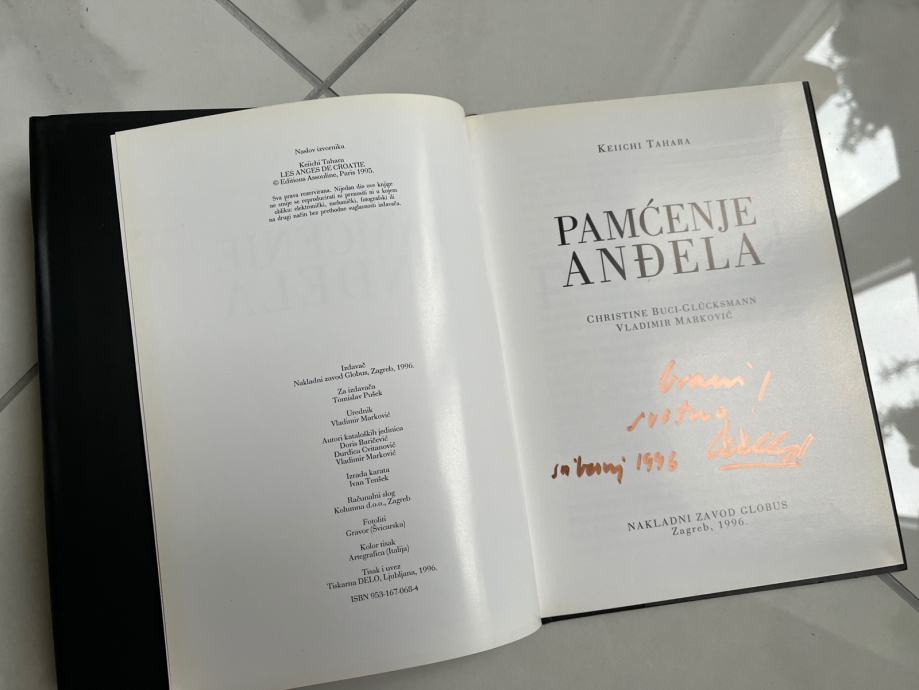 Naslov izvornika
Keiichi Tahara
LES ANGES DE CROATIE
© Editions Assouline, Paris 1995.
Sva prava rezervirana. Nijedan dio ove knjige
ne smije se reproducirati ni prenositi ni u kojem
obliku: elektronički, mehanički, fotografski ili
na drugi način bez prethodne suglasnosti izdavača.
Izdavač
Nakladni zavod Globus, Zagreb, 1996.
Za izdavača
Tomislav Pušek
Urednik
Vladimir Marković
Autori kataloških jedinica
Doris Baričević
Đurđica Cvitanović
Vladimir Marković
Izrada karata
Ivan Tenšek
Računalni slog
Kolumna d.o.o., Zagreb
Fotoliti
Gravor (Švicarska)
Kolor tisak
Artegrafica (Italija)
Tisak i uvez
Tiskarna DELO, Ljubljana, 1996.
ISBN 953-167-068-4
KEIICHI TAHARA
PAMĆENJE
ANĐELA
CHRISTINE BUCI-GLÜCKSMANN
VLADIMIR MARKOVIĆ
1996
NAKLADNI ZAVOD GLOBUS
Zagreb, 1996.